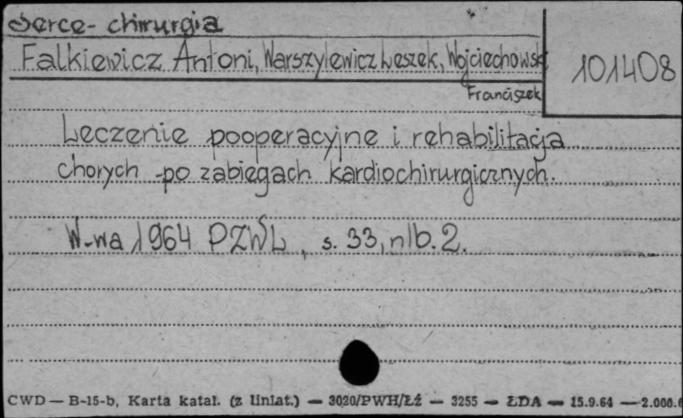 Serce - chirurgia
Falkiewicz Antoni, Warszylewicz Leszek, Wojciechowski
101408
Franciszek
Leczenie pooperacyjne i rehabilitacja
chorych po zabiegach kardiochirurgicznych.
W-wa 1964 PZWL, s. 33, nlb. 2.
CWD — B-15-b, Karta katal. (z liniat.) — 3020/PWH/Łź — 3255 — ŁDA — 15.9.64 — 2.000.